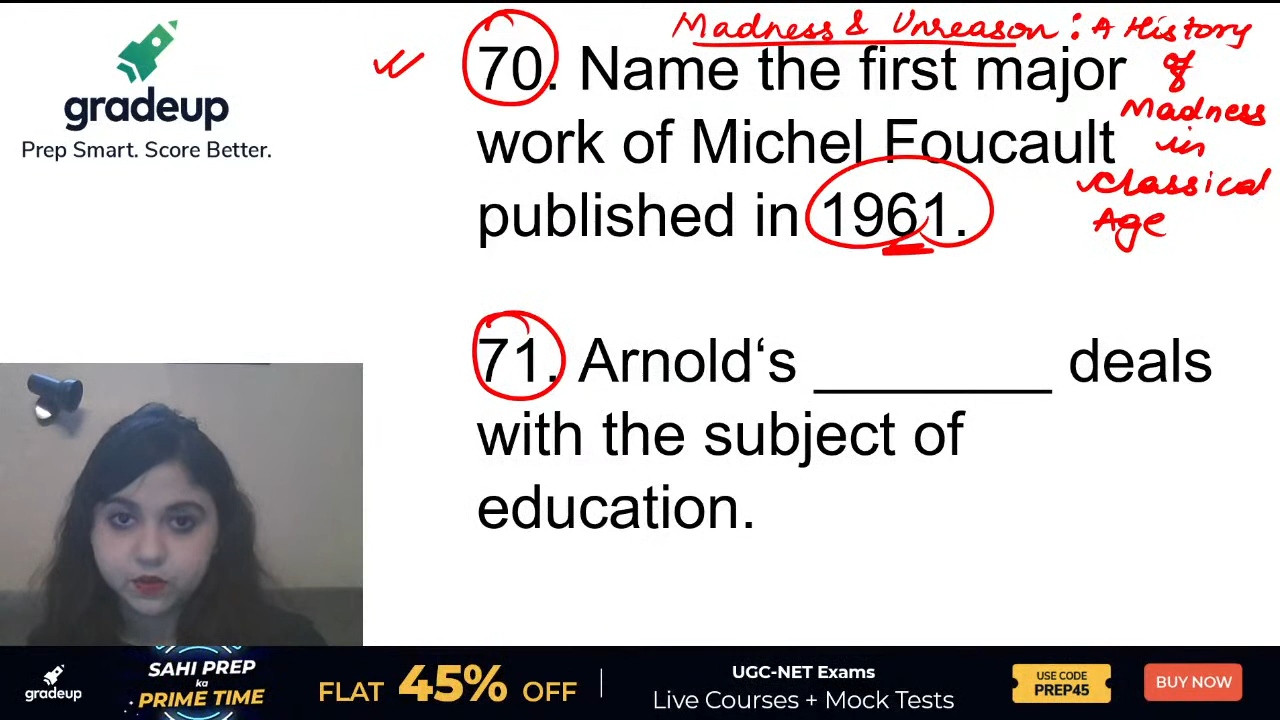 gradeup
Prep Smart. Score Better.
Madness & Unreason : A History
of
Madness
in
classical
Age
70. Name the first major
work of Michel Foucault
published in 1961.
71. Arnold‘s ________ deals
with the subject of
education.
gradeup
SAHI PREP
ka
PRIME TIME
FLAT 45% OFF
UGC-NET Exams
Live Courses + Mock Tests
USE CODE
PREP45
BUY NOW